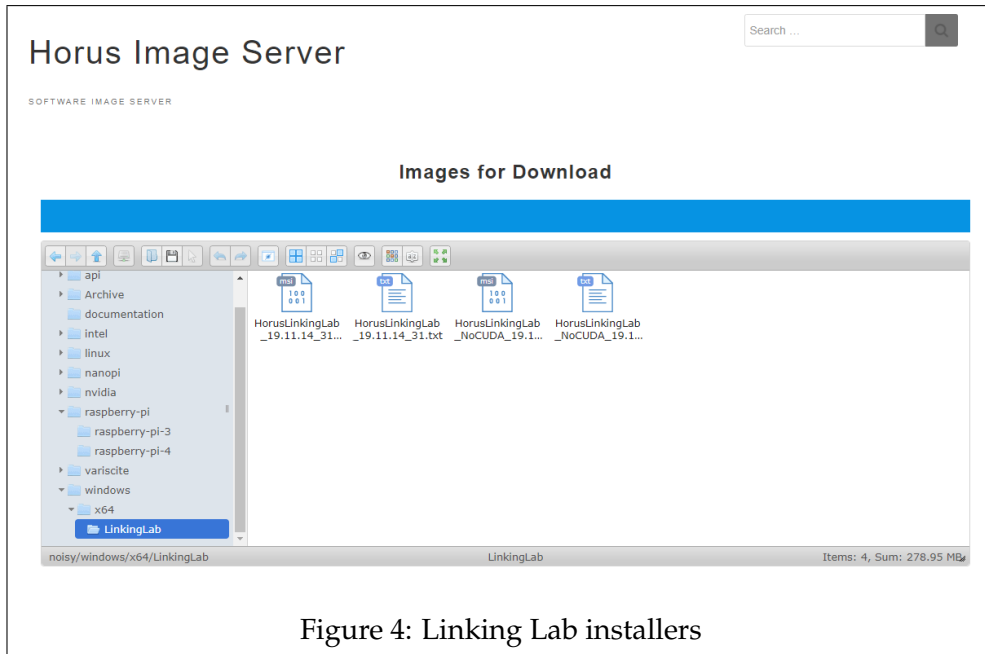 Search ...
Horus Image Server
SOFTWARE IMAGE SERVER
Images for Download
api
Archive
documentation
intel
linux
nanopi
nvidia
raspberry-pi
raspberry-pi-3
raspberry-pi-4
variscite
windows
x64
LinkingLab
msi
100
001
HorusLinkingLab
_19.11.14_31...
txt
HorusLinkingLab
_19.11.14_31.txt
msi
100
001
HorusLinkingLab
_NoCUDA_19.1...
txt
HorusLinkingLab
_NoCUDA_19.1...
noisy/windows/x64/LinkingLab
LinkingLab
Items: 4, Sum: 278.95 MB
Figure 4: Linking Lab installers